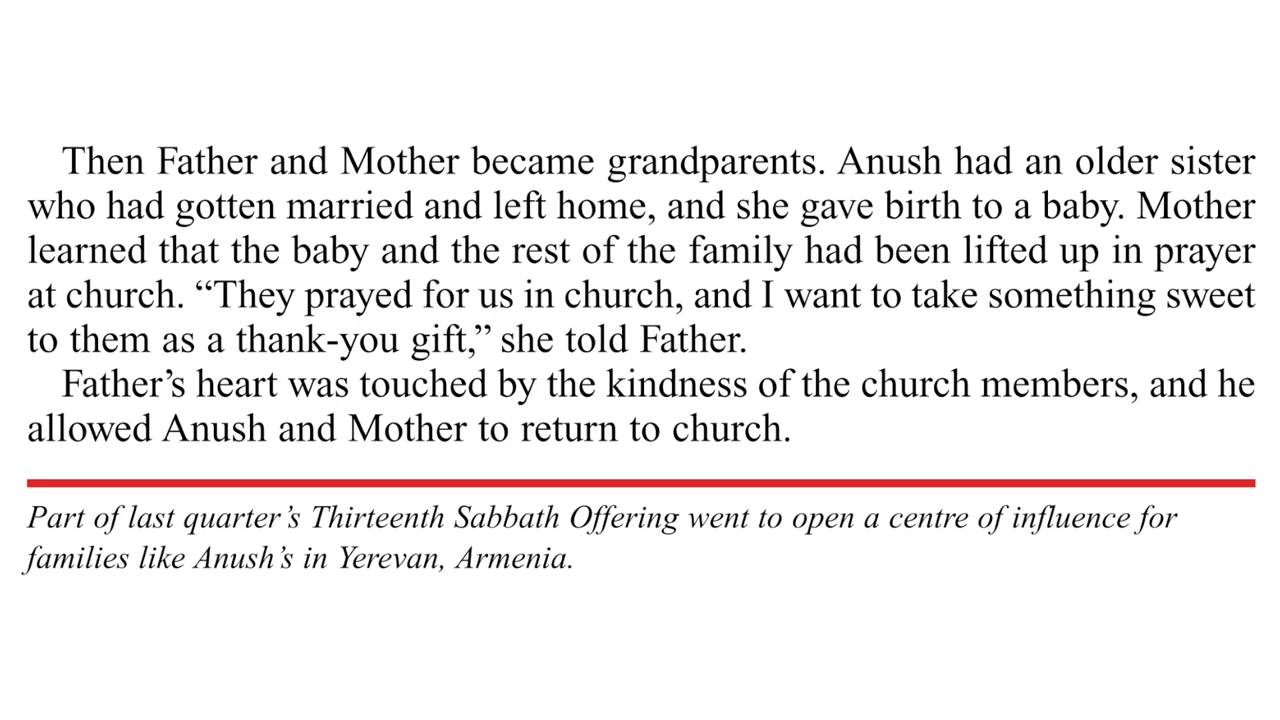 Then Father and Mother became grandparents. Anush had an older sister
who had gotten married and left home, and she gave birth to a baby. Mother
learned that the baby and the rest of the family had been lifted up in prayer
at church. “They prayed for us in church, and I want to take something sweet
to them as a thank-you gift,” she told Father.
Father’s heart was touched by the kindness of the church members, and he
allowed Anush and Mother to return to church.
Part of last quarter’s Thirteenth Sabbath Offering went to open a centre of influence for
families like Anush’s in Yerevan, Armenia.